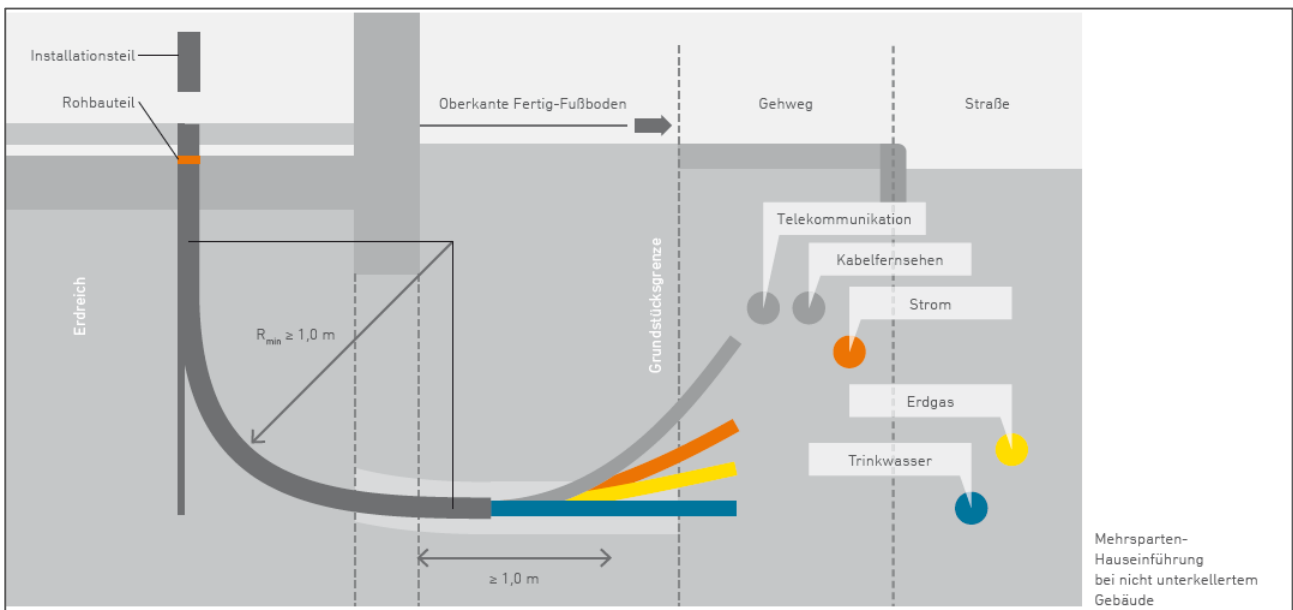 Installationsteil
Rohbauteil
Oberkante Fertig-Fußboden
Gehweg
Straße
Telekommunikation
Kabelfernsehen
Strom
Erdgas
Trinkwasser
Erdreich
Grundstücksgrenze
Rmin ≥ 1,0 m
≥ 1,0 m
Mehrsparten-
Hauseinführung
bei nicht unterkellertem
Gebäude